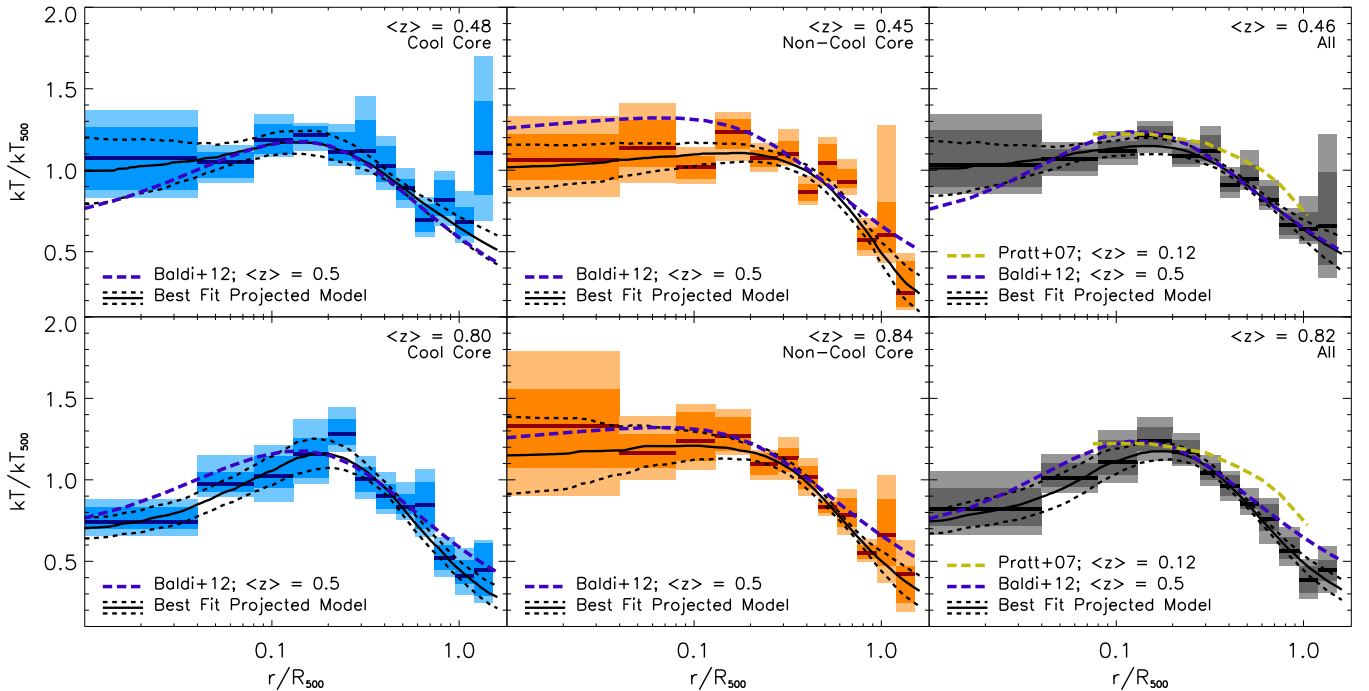 2.0
1.5
1.0
0.5
kT/kT500
<z> = 0.48
Cool Core
Baldi+12; <z> = 0.5
Best Fit Projected Model
<z> = 0.45
Non-Cool Core
Baldi+12; <z> = 0.5
Best Fit Projected Model
<z> = 0.46
All
Pratt+07; <z> = 0.12
Baldi+12; <z> = 0.5
Best Fit Projected Model
2.0
1.5
1.0
0.5
kT/kT500
<z> = 0.80
Cool Core
Baldi+12; <z> = 0.5
Best Fit Projected Model
<z> = 0.84
Non-Cool Core
Baldi+12; <z> = 0.5
Best Fit Projected Model
<z> = 0.82
All
Pratt+07; <z> = 0.12
Baldi+12; <z> = 0.5
Best Fit Projected Model
0.1 1.0
0.1 1.0
0.1 1.0
r/R500
r/R500
r/R500